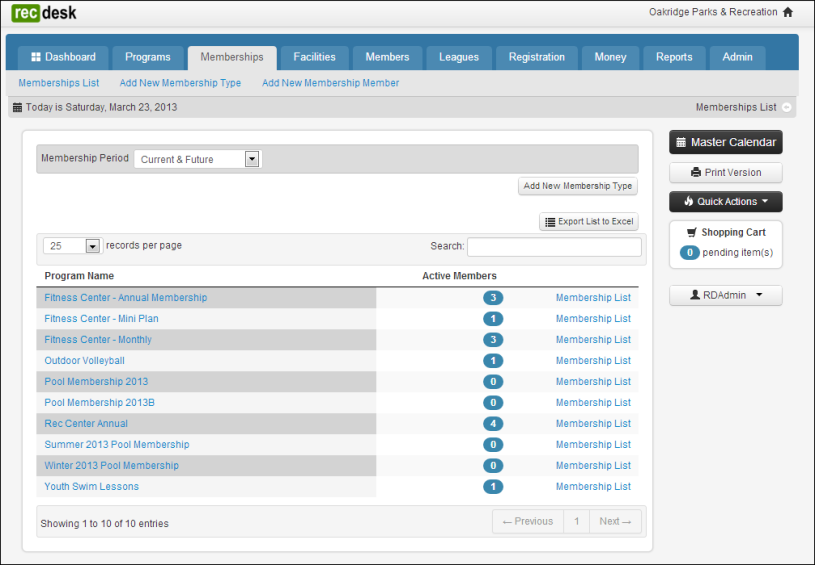 recdesk
Oakridge Parks & Recreation
Dashboard Programs Memberships Facilities Members Leagues Registration Money Reports Admin
Memberships List Add New Membership Type Add New Membership Member
Today is Saturday, March 23, 2013 Memberships List
Membership Period Current & Future
Add New Membership Type
Export List to Excel
25 records per page Search:
Program Name Active Members
Fitness Center - Annual Membership 3 Membership List
Fitness Center - Mini Plan 1 Membership List
Fitness Center - Monthly 3 Membership List
Outdoor Volleyball 1 Membership List
Pool Membership 2013 0 Membership List
Pool Membership 2013B 0 Membership List
Rec Center Annual 4 Membership List
Summer 2013 Pool Membership 0 Membership List
Winter 2013 Pool Membership 0 Membership List
Youth Swim Lessons 1 Membership List
Showing 1 to 10 of 10 entries ← Previous 1 Next →
Master Calendar
Print Version
Quick Actions
Shopping Cart
0 pending item(s)
RDAdmin